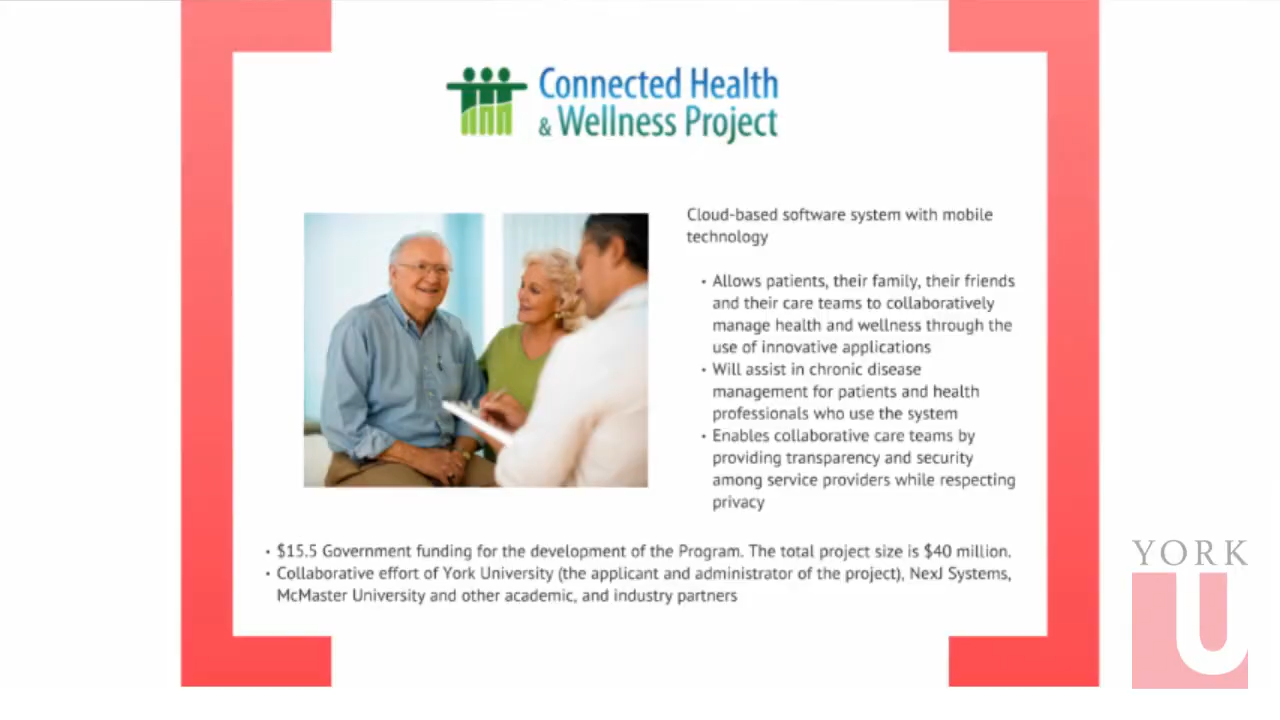 Connected Health
& Wellness Project
Cloud-based software system with mobile
technology
• Allows patients, their family, their friends
and their care teams to collaboratively
manage health and wellness through the
use of innovative applications
• Will assist in chronic disease
management for patients and health
professionals who use the system
• Enables collaborative care teams by
providing transparency and security
among service providers while respecting
privacy
• $15.5 Government funding for the development of the Program. The total project size is $40 million.
• Collaborative effort of York University (the applicant and administrator of the project), NexJ Systems,
McMaster University and other academic, and industry partners
YORK
U